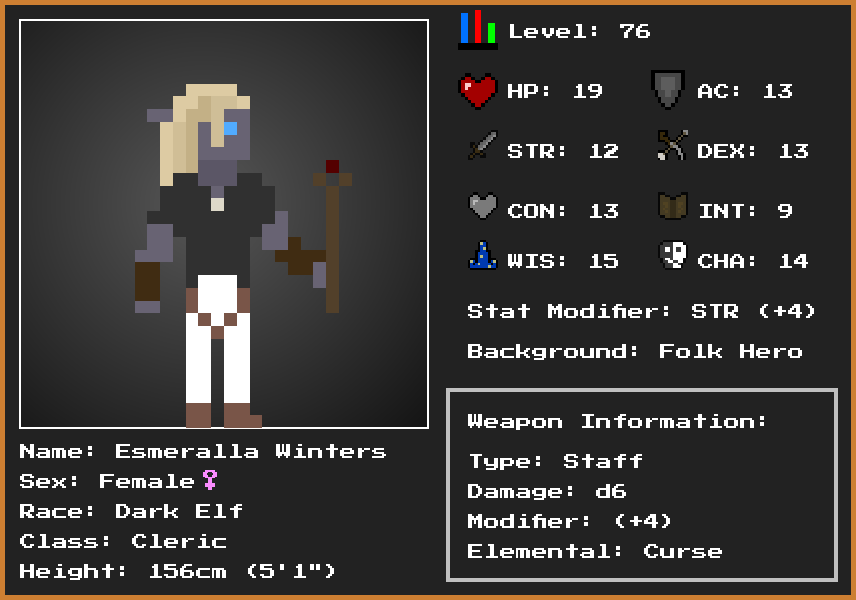 Level: 76
HP: 19 AC: 13
STR: 12 DEX: 13
CON: 13 INT: 9
WIS: 15 CHA: 14
Stat Modifier: STR (+4)
Background: Folk Hero
Weapon Information:
Type: Staff
Damage: d6
Modifier: (+4)
Elemental: Curse
Name: Esmeralla Winters
Sex: Female♀
Race: Dark Elf
Class: Cleric
Height: 156cm (5'1")